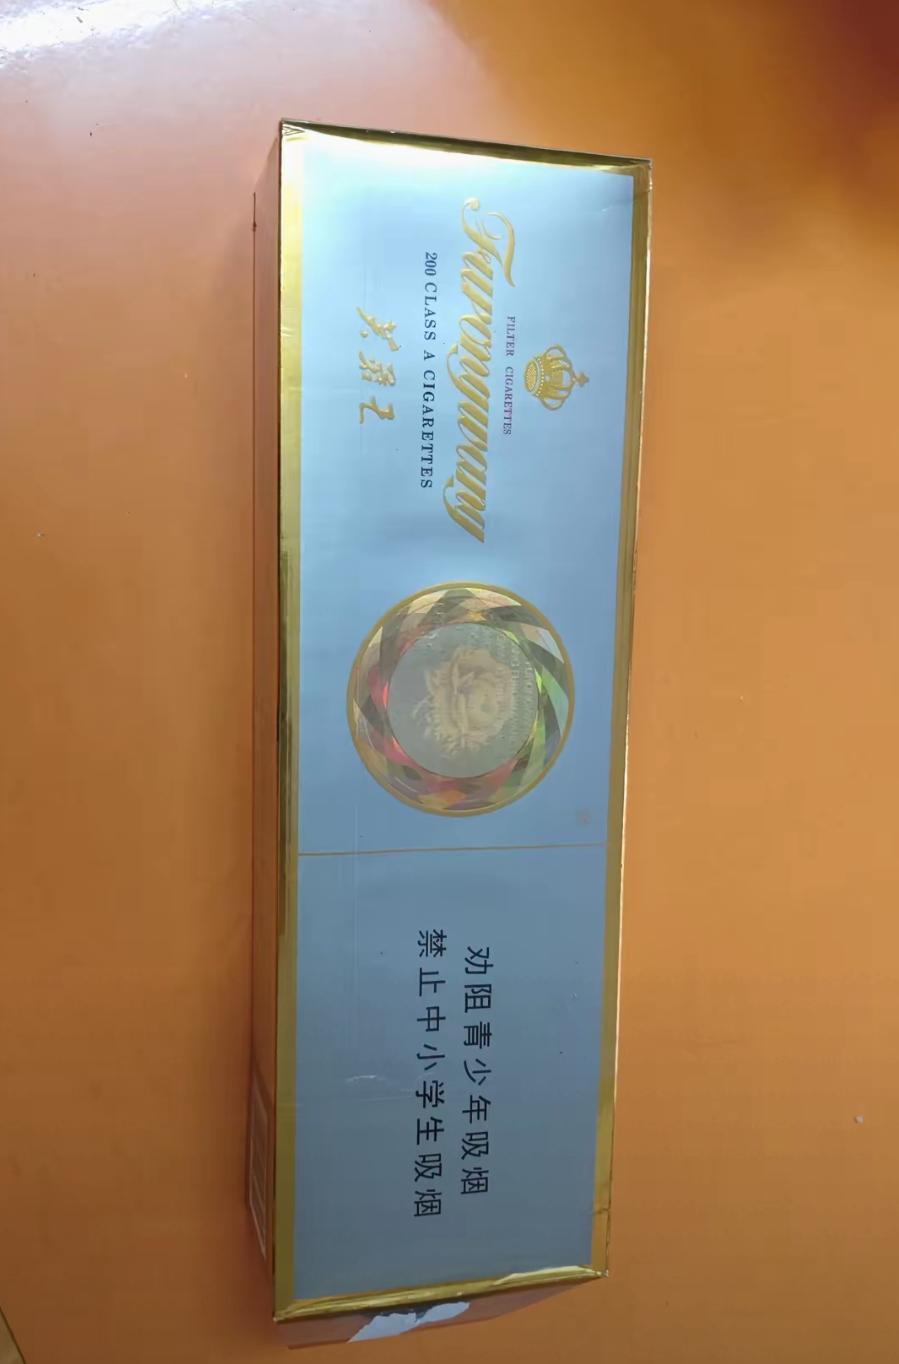 FILTER CIGARETTES
Furongwang
200 CLASS A CIGARETTES
芙蓉王
劝阻青少年吸烟
禁止中小学生吸烟